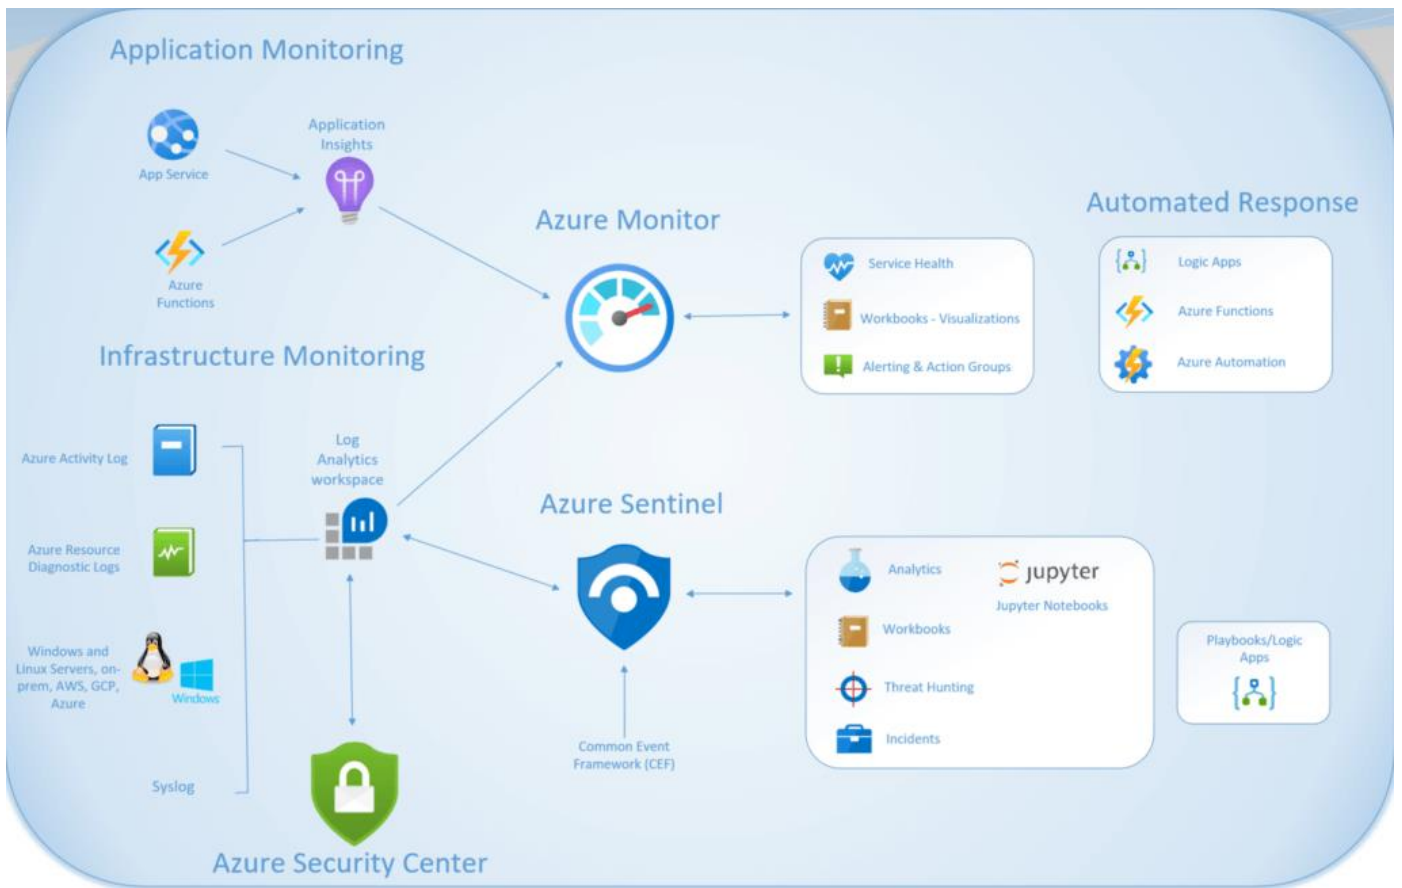 Application Monitoring
App Service
Application
Insights
Azure
Functions
Azure Monitor
Service Health
Workbooks - Visualizations
Alerting & Action Groups
Automated Response
Logic Apps
Azure Functions
Azure Automation
Infrastructure Monitoring
Azure Activity Log
Azure Resource
Diagnostic Logs
Windows and
Linux Servers, on-
prem, AWS, GCP,
Azure
Windows
Syslog
Log
Analytics
workspace
Azure Security Center
Azure Sentinel
Common Event
Framework (CEF)
Analytics
jupyter
Jupyter Notebooks
Workbooks
Threat Hunting
Incidents
Playbooks/Logic
Apps